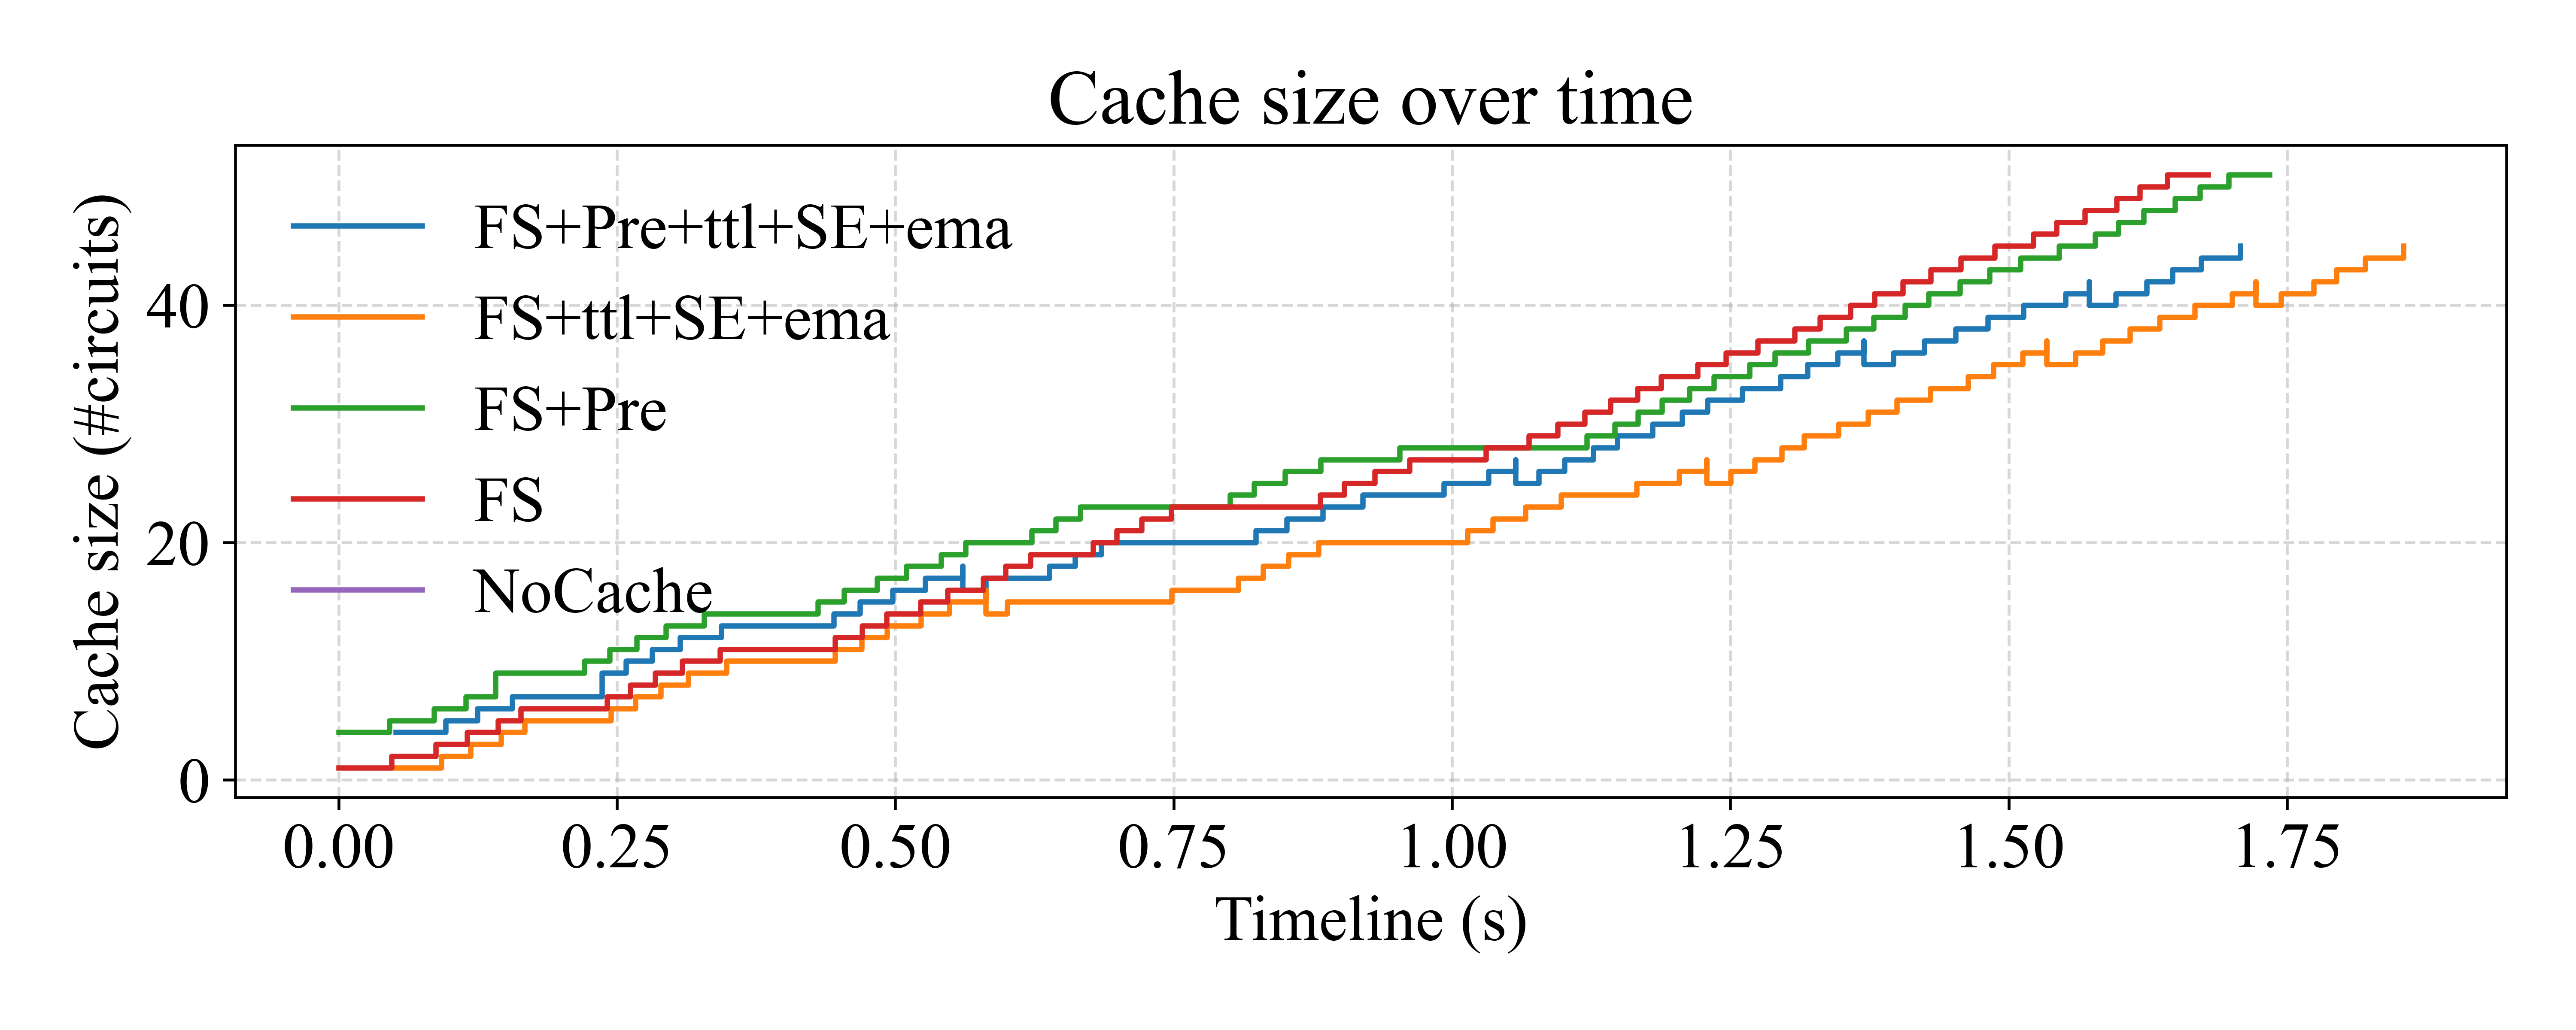 Cache size over time
Cache size (#circuits)
40
20
0
FS+Pre+ttl+SE+ema
FS+ttl+SE+ema
FS+Pre
FS
NoCache
0.00 0.25 0.50 0.75 1.00 1.25 1.50 1.75
Timeline (s)